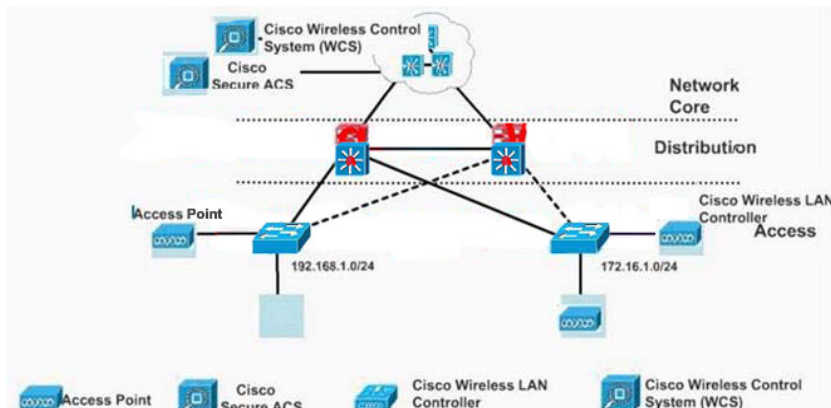 Cisco Wireless Control
System (WCS)
Cisco
Secure ACS
Network
Core
Distribution
Cisco Wireless LAN
Controller
Access Point
Access
192.168.1.0/24
172.16.1.0/24
Access Point
Cisco
Secure ACS
Cisco Wireless LAN
Controller
Cisco Wireless Control
System (WCS)